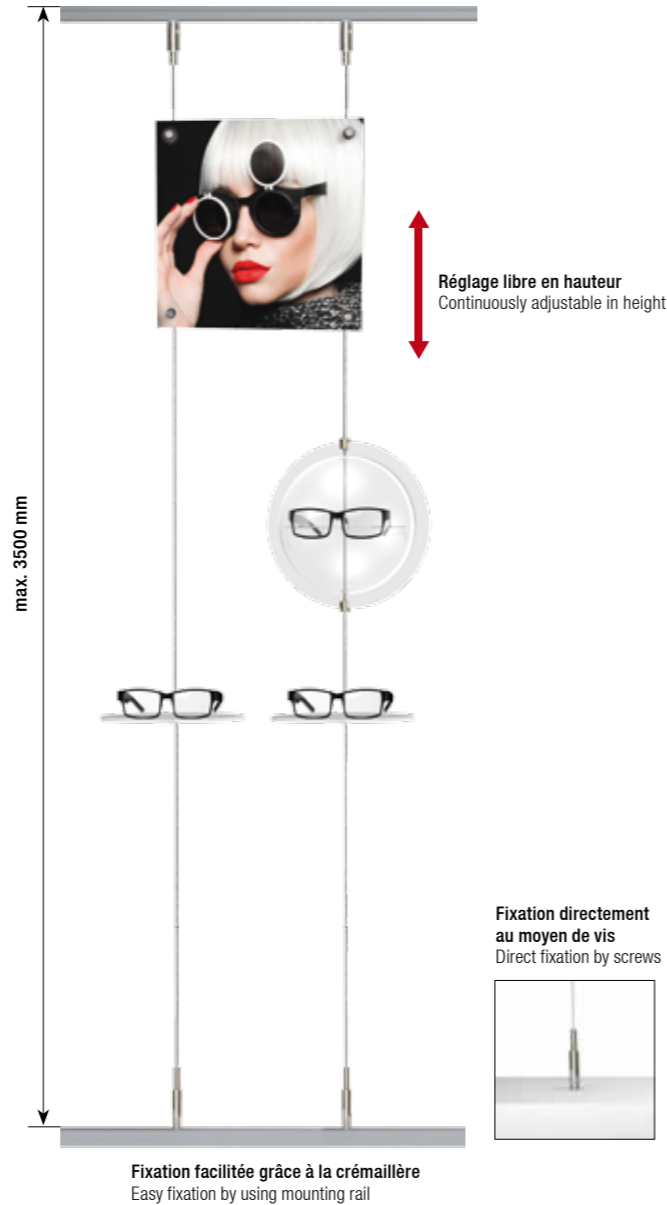 Réglage libre en hauteur
Continuously adjustable in height
max. 3500 mm
Fixation directement
au moyen de vis
Direct fixation by screws
Fixation facilitée grâce à la crémaillère
Easy fixation by using mounting rail